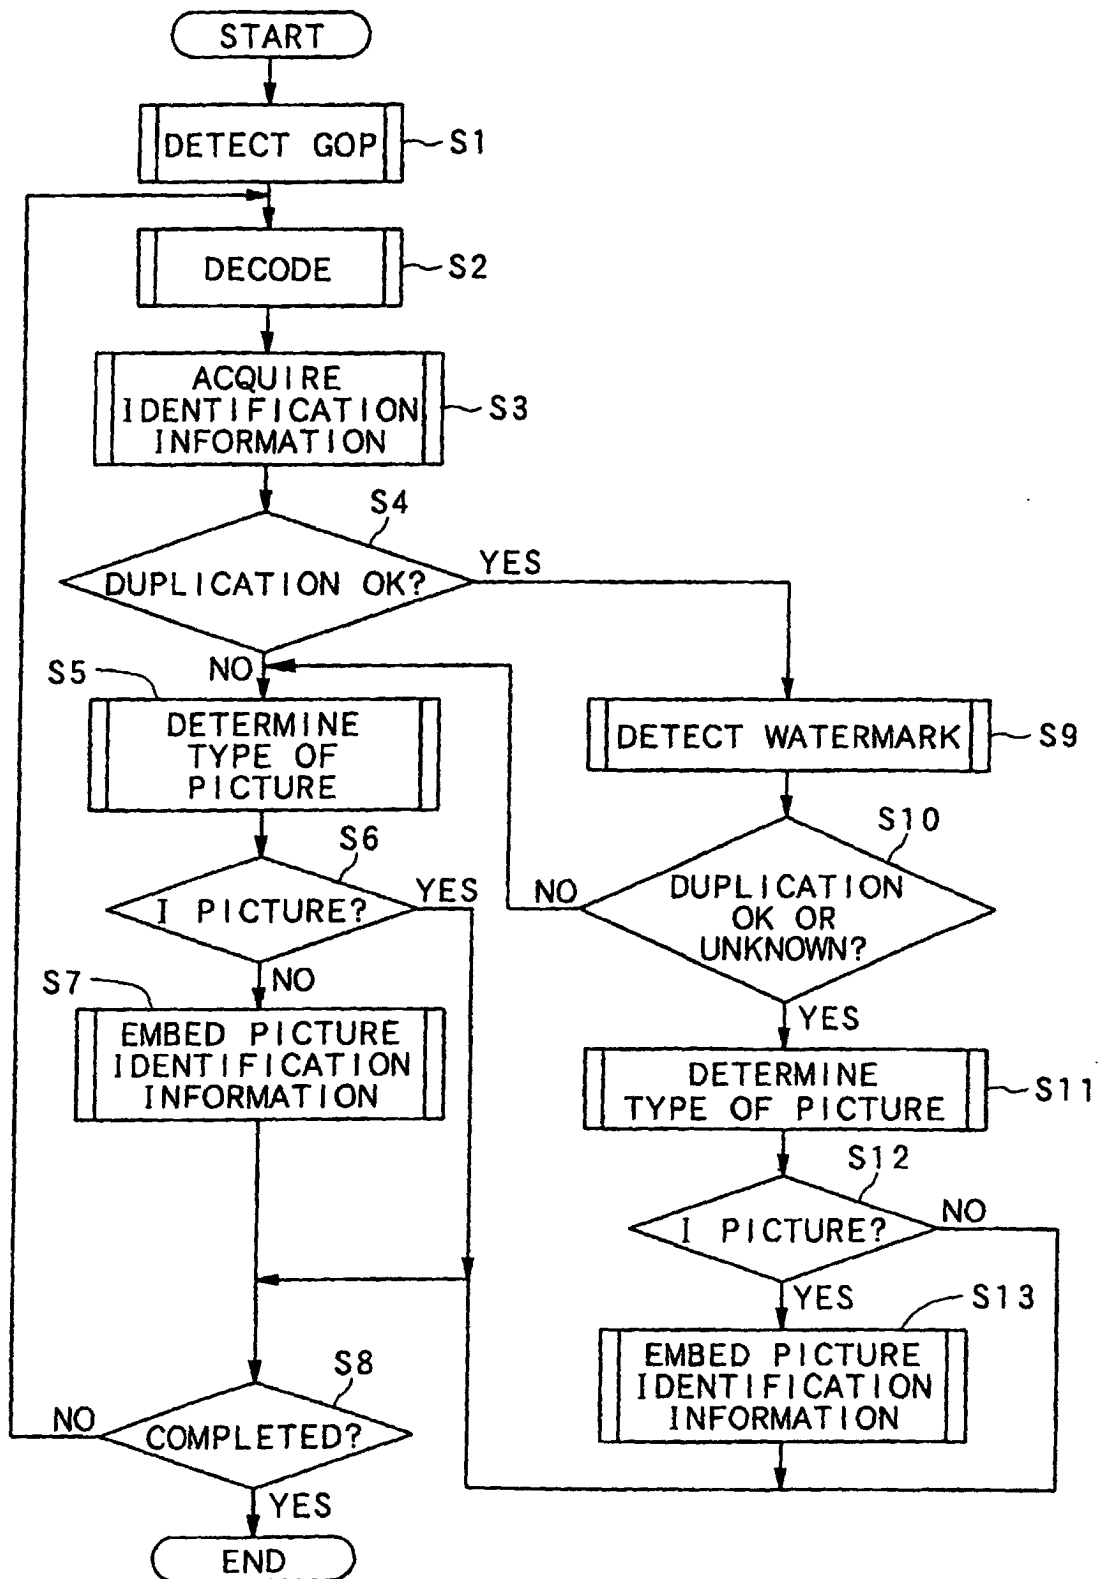 START
DETECT GOP
S1
DECODE
S2
ACQUIRE
IDENTIFICATION
INFORMATION
S3
S4
DUPLICATION OK?
YES
NO
S5
DETERMINE
TYPE OF
PICTURE
S6
I PICTURE?
YES
NO
S7
EMBED PICTURE
IDENTIFICATION
INFORMATION
S8
COMPLETED?
NO
YES
END
DETECT WATERMARK
S9
S10
DUPLICATION
OK OR
UNKNOWN?
NO
YES
DETERMINE
TYPE OF PICTURE
S11
S12
I PICTURE?
NO
YES
S13
EMBED PICTURE
IDENTIFICATION
INFORMATION